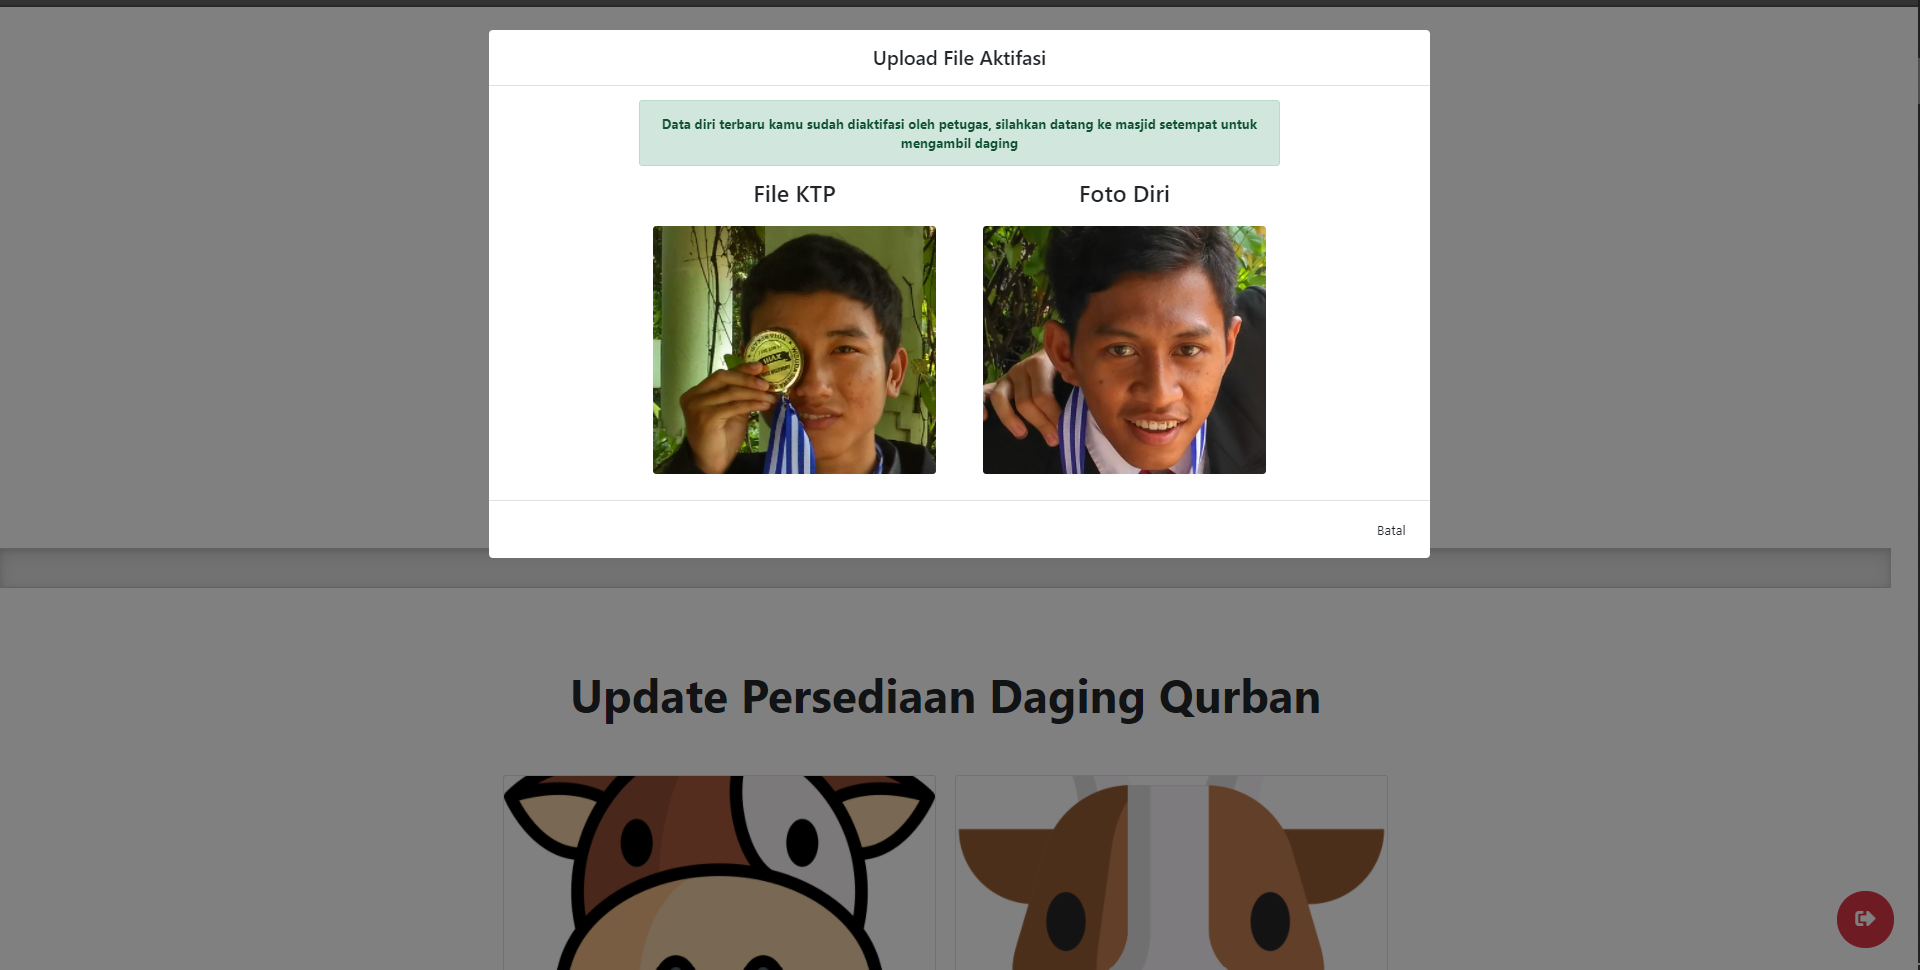 Upload File Aktifasi
Data diri terbaru kamu sudah diaktifasi oleh petugas, silahkan datang ke masjid setempat untuk
mengambil daging
File KTP
Foto Diri
Batal
Update Persediaan Daging Qurban